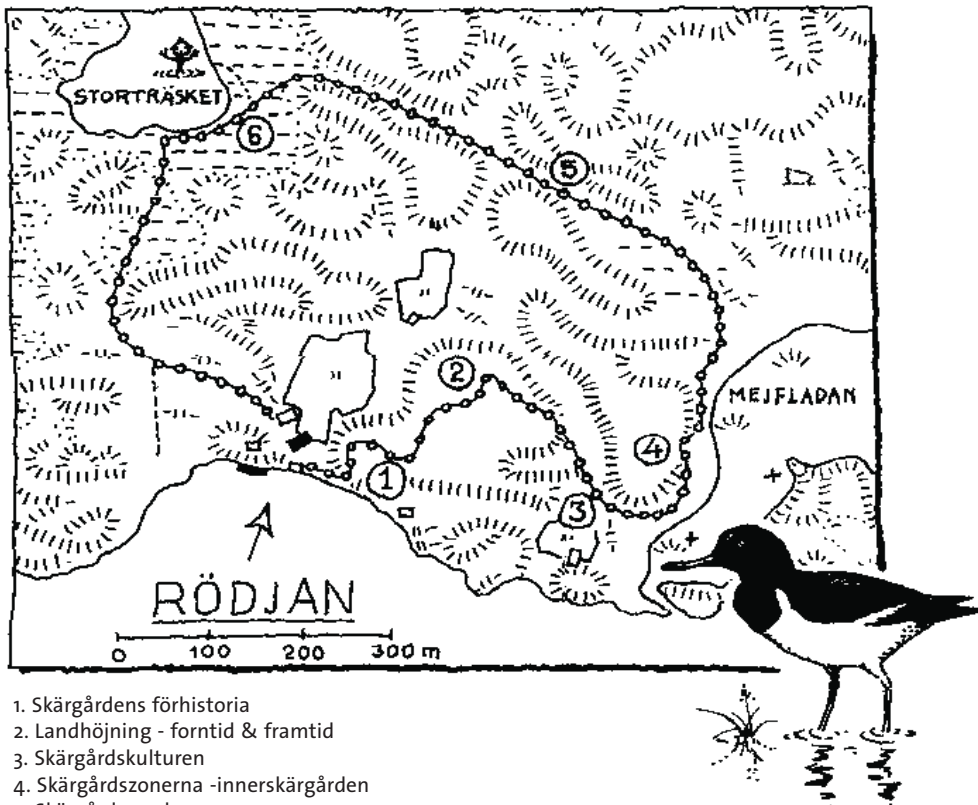 STORTRÄSKET
6
5
2
MEJFLADAN
4
1
3
RÖDJAN
0 100 200 300 m
1. Skärgårdens förhistoria
2. Landhöjning - forntid & framtid
3. Skärgårdskulturen
4. Skärgårdszonerna -innerskärgården